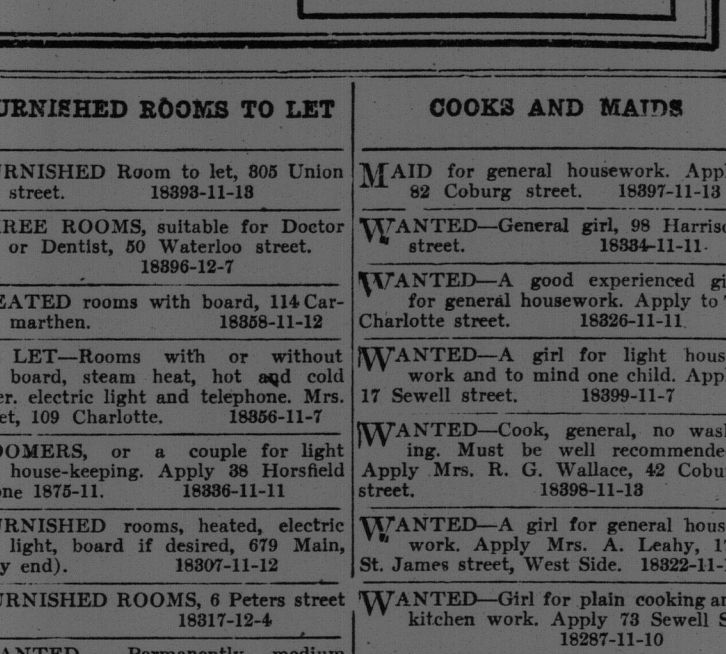 URNISHED ROOMS TO LET
URNISHED Room to let, 305 Union
street. 18393-11-13
REE ROOMS, suitable for Doctor
or Dentist, 50 Waterloo street.
18396-12-7
EATED rooms with board, 114 Car-
marthen. 18358-11-12
LET—Rooms with or without
board, steam heat, hot and cold
er. electric light and telephone. Mrs.
et, 109 Charlotte. 18356-11-7
OOMERS, or a couple for light
house-keeping. Apply 38 Horsfield
one 1875-11. 18336-11-11
URNISHED rooms, heated, electric
light, board if desired, 679 Main,
y end). 18307-11-12
URNISHED ROOMS, 6 Peters street
18317-12-4
ANTED Permanently medium
COOKS AND MAIDS
MAID for general housework. Appl
82 Coburg street. 18397-11-13
WANTED—General girl, 98 Harriso
street. 18334-11-11
WANTED—A good experienced gi
for general housework. Apply to
Charlotte street. 18326-11-11
WANTED—A girl for light hous
work and to mind one child. Appl
17 Sewell street. 18399-11-7
WANTED—Cook, general, no wash
ing. Must be well recommende
Apply Mrs. R. G. Wallace, 42 Cobu
street. 18398-11-13
WANTED—A girl for general hous
work. Apply Mrs. A. Leahy, 1
St. James street, West Side. 18322-11-1
WANTED—Girl for plain cooking an
kitchen work. Apply 73 Sewell S
18287-11-10